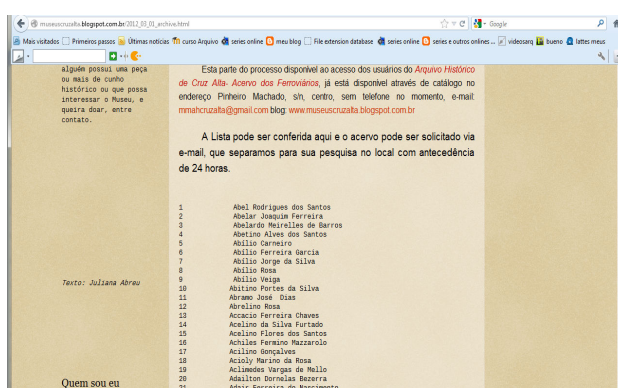 museuscruzalta.blogspot.com.br/2012_03_01_archive.html
Google
Mais visitados Primeiros passos Últimas notícias curso Arquivo series online meu blog File extension database series online series e outros onlines... videosarq bueno lattes meus
alguém possui uma peça
ou mais de cunho
histórico ou que possa
interessar o Museu, e
queira doar, entre
contato.
Texto: Juliana Abreu
Quem sou eu
Esta parte do processo disponível ao acesso dos usuários do Arquivo Histórico
de Cruz Alta- Acervo dos Ferroviários, já está disponível através de catálogo no
endereço Pinheiro Machado, s/n, centro, sem telefone no momento, e-mail:
mmahcruzalta@gmail.com blog: www.museuscruzalta.blogspot.com.br
A Lista pode ser conferida aqui e o acervo pode ser solicitado via
e-mail, que separamos para sua pesquisa no local com antecedência
de 24 horas.
1 Abel Rodrigues dos Santos
2 Abelar Joaquim Ferreira
3 Abelardo Meirelles de Barros
4 Abetino Alves dos Santos
5 Abílio Carneiro
6 Abílio Ferreira Garcia
7 Abílio Jorge da Silva
8 Abílio Rosa
9 Abílio Veiga
10 Abitino Portes da Silva
11 Abramo José Dias
12 Abrelino Rosa
13 Accacio Ferreira Chaves
14 Acelino da Silva Furtado
15 Acelino Flores dos Santos
16 Achiles Fermino Mazzarolo
17 Acilino Gonçalves
18 Acioly Marino da Rosa
19 Aclimedes Vargas de Mello
20 Adailton Dornelas Bezerra
21 Adair Ferreira do Nascimento